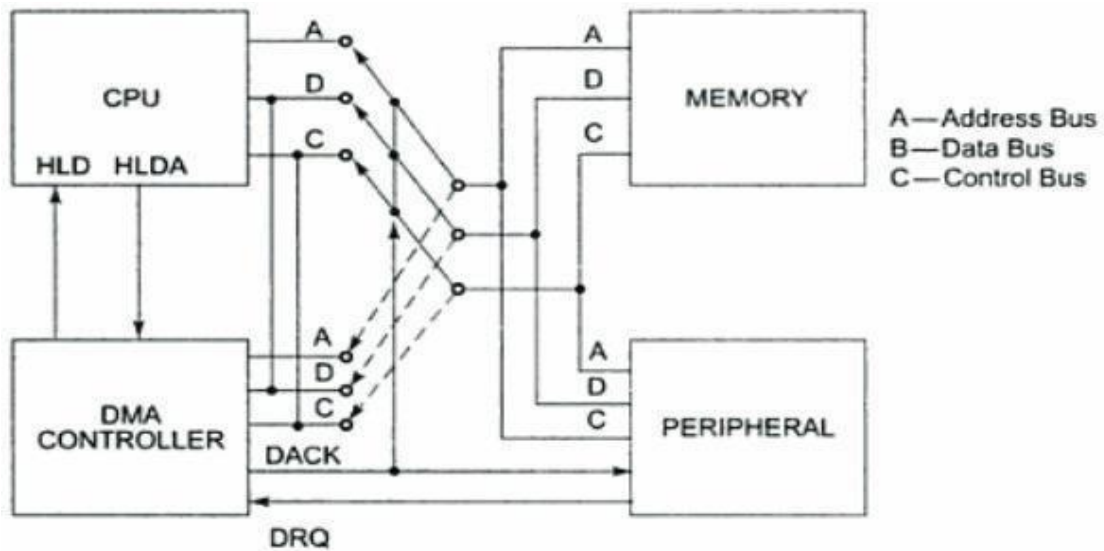 CPU
HLD HLDA
A
D
C
A
D
C
MEMORY
A—Address Bus
B—Data Bus
C—Control Bus
DMA
CONTROLLER
A
D
C
DACK
DRQ
A
D
C
PERIPHERAL